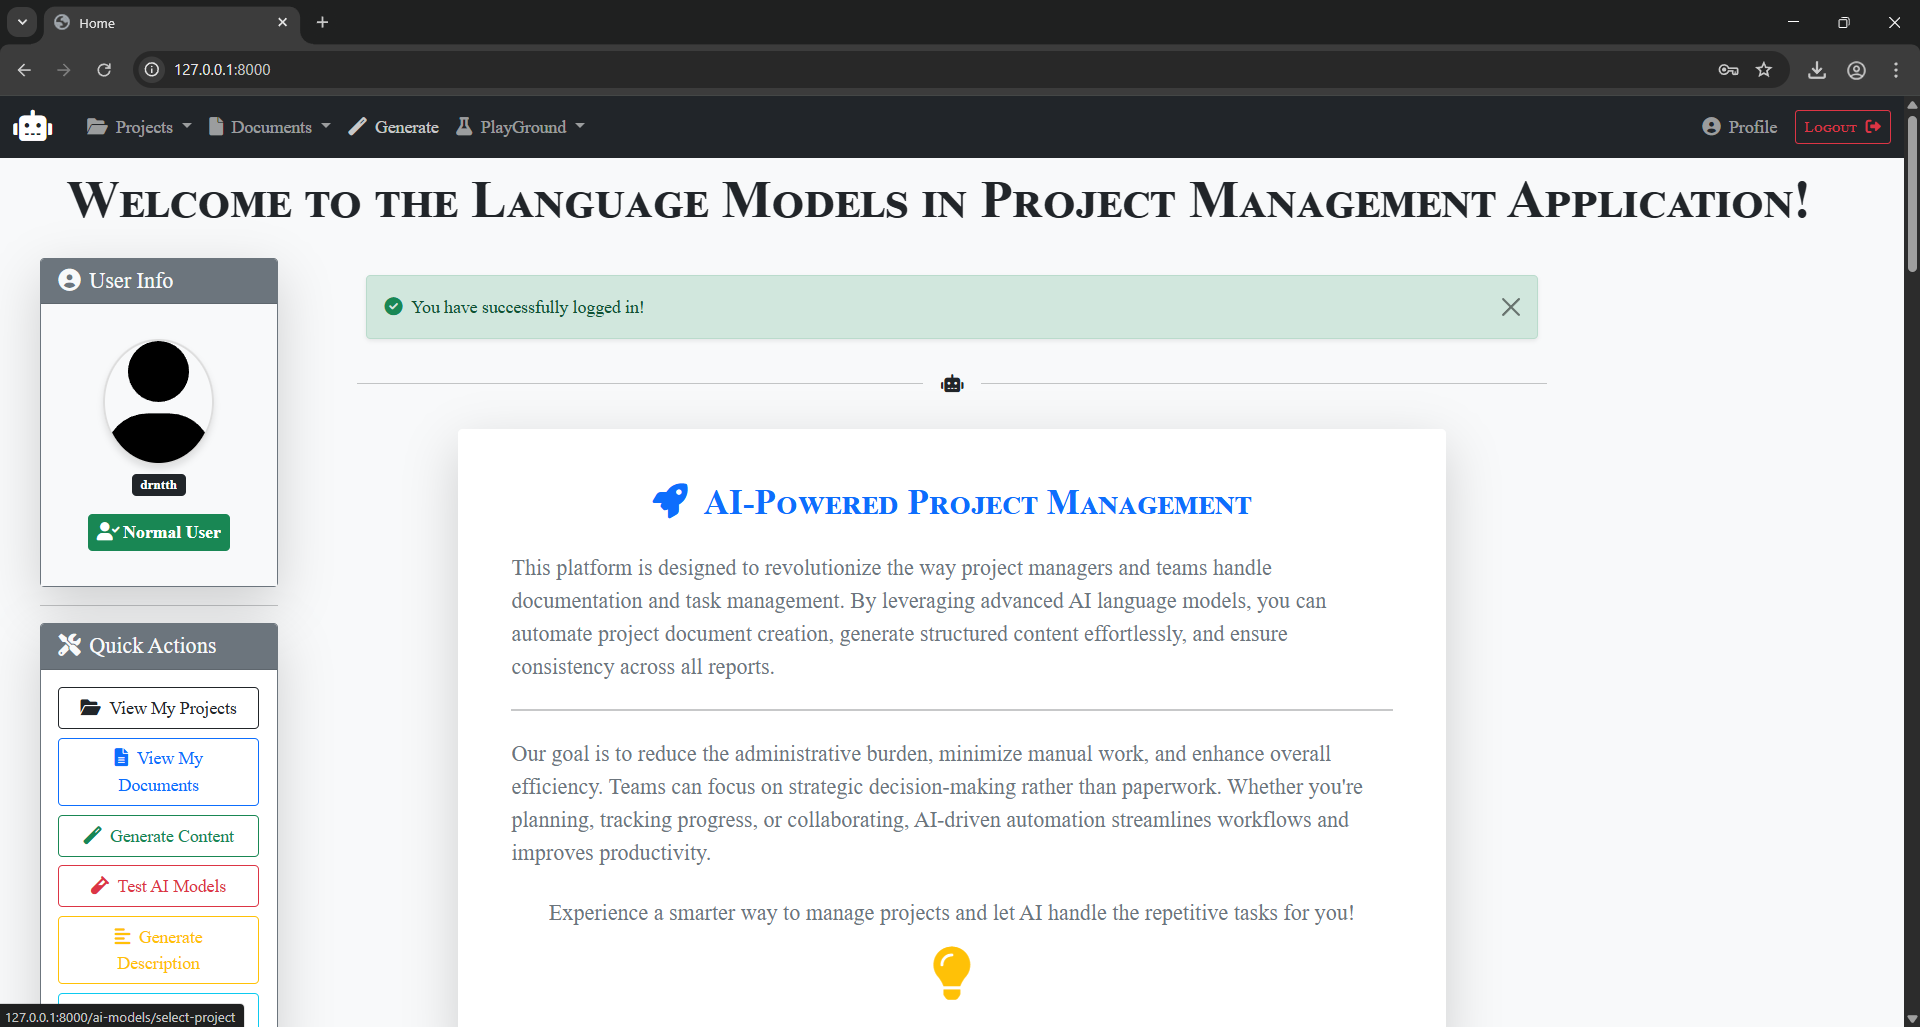 Home
127.0.0.1:8000
Projects Documents Generate PlayGround Profile Logout
Welcome to the Language Models in Project Management Application!
User Info
drntth
Normal User
Quick Actions
View My Projects
View My
Documents
Generate Content
Test AI Models
Generate
Description
You have successfully logged in!
AI-Powered Project Management
This platform is designed to revolutionize the way project managers and teams handle
documentation and task management. By leveraging advanced AI language models, you can
automate project document creation, generate structured content effortlessly, and ensure
consistency across all reports.
Our goal is to reduce the administrative burden, minimize manual work, and enhance overall
efficiency. Teams can focus on strategic decision-making rather than paperwork. Whether you're
planning, tracking progress, or collaborating, AI-driven automation streamlines workflows and
improves productivity.
Experience a smarter way to manage projects and let AI handle the repetitive tasks for you!
127.0.0.1:8000/ai-models/select-project